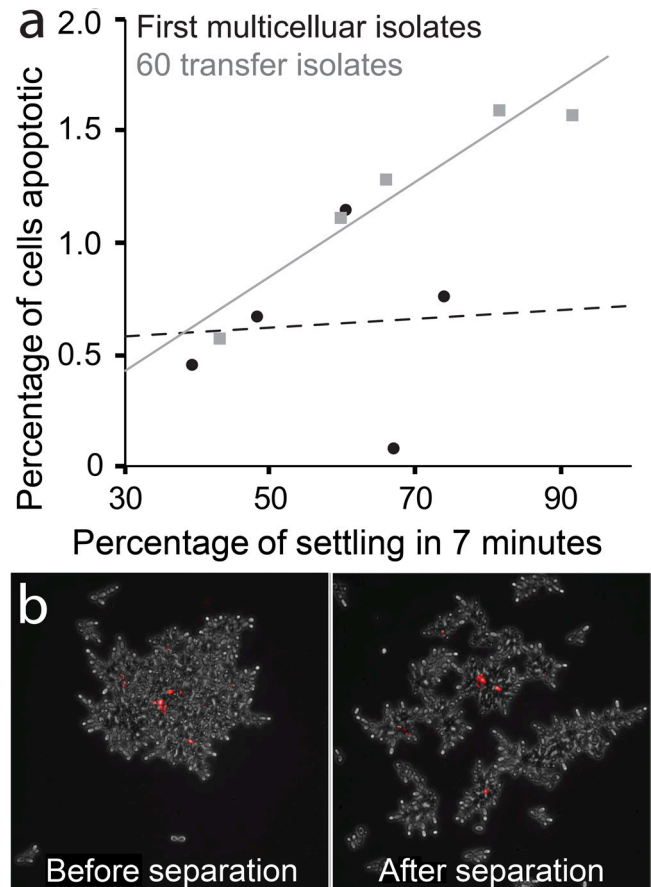 a
2.0
First multicelluar isolates
60 transfer isolates
1.5
1.0
0.5
0
Percentage of cells apoptotic
30 50 70 90
Percentage of settling in 7 minutes
b
Before separation
After separation